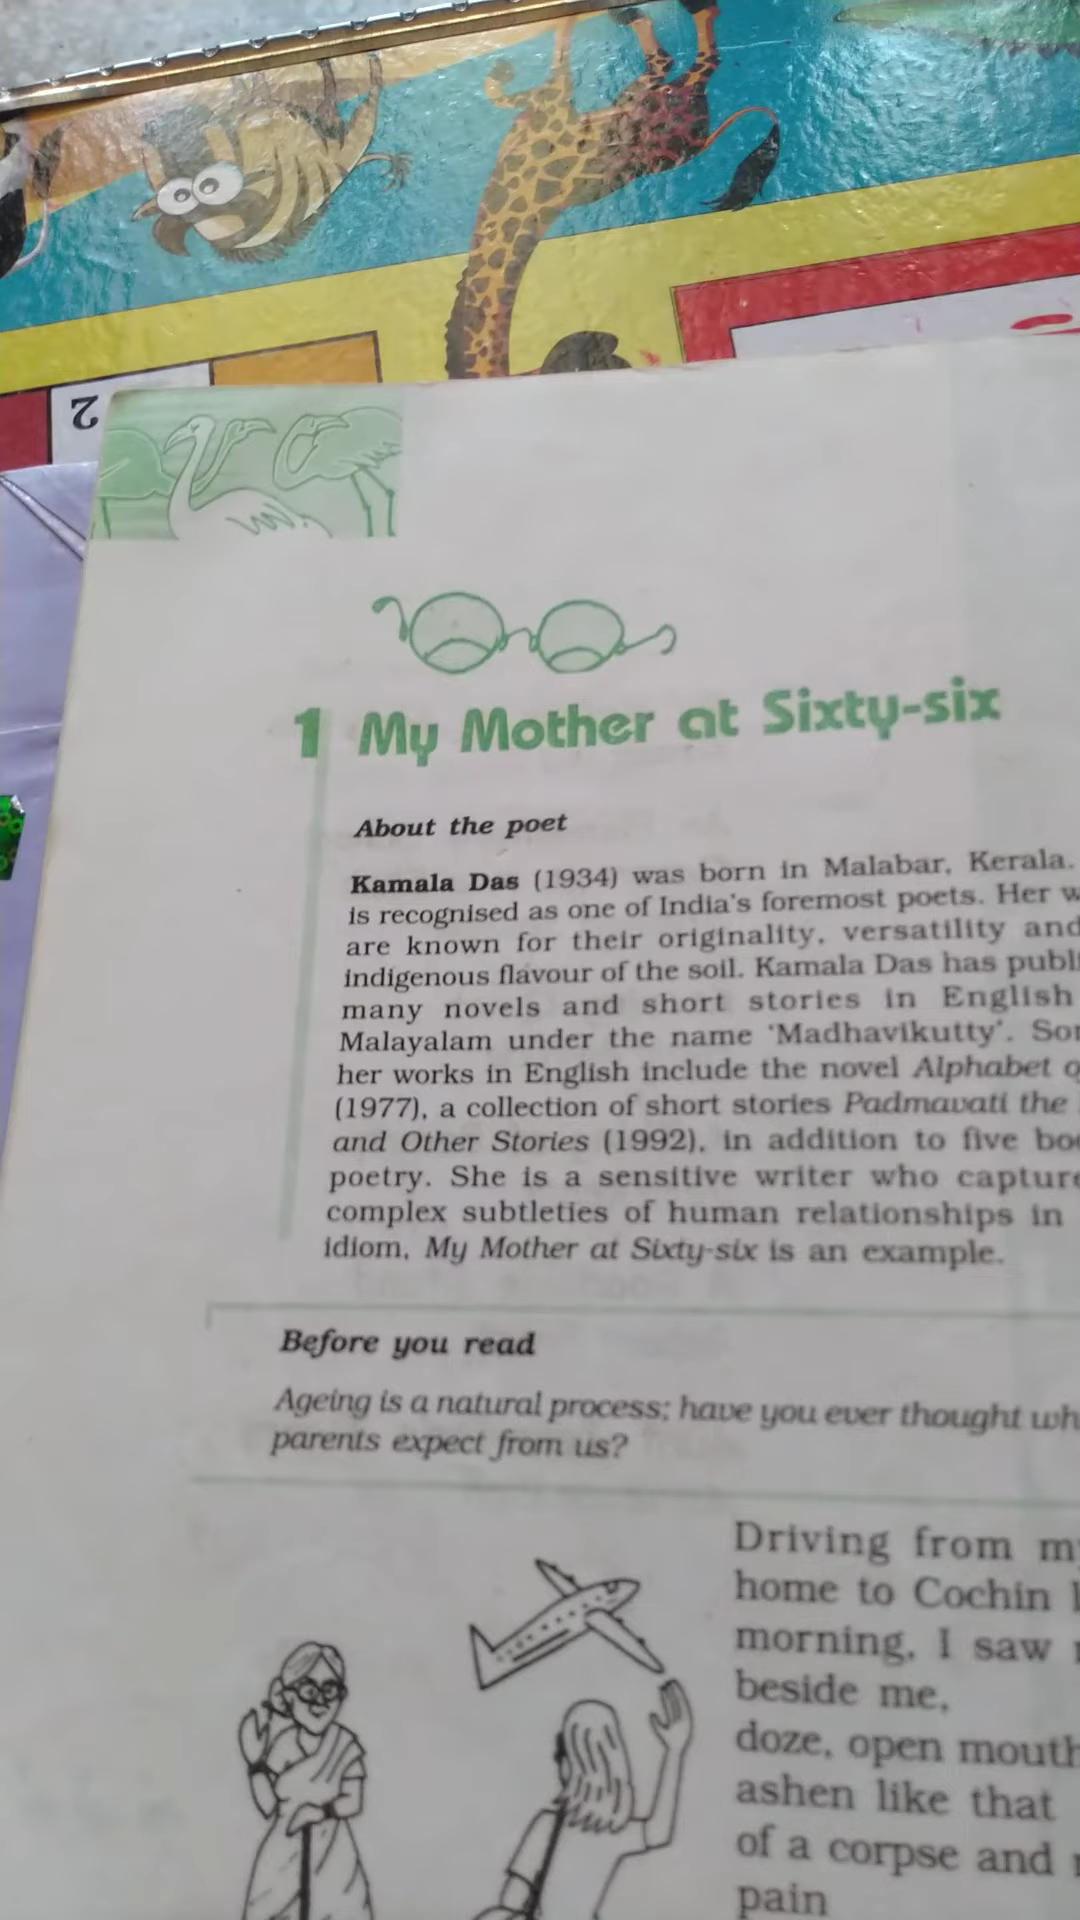 2
1 My Mother at Sixty-six
About the poet
Kamala Das (1934) was born in Malabar, Kerala.
is recognised as one of India's foremost poets. Her
are known for their originality, versatility and
indigenous flavour of the soil. Kamala Das has
many novels and short stories in English
Malayalam under the name 'Madhavikutty'.
her works in English include the novel Alphabet
(1977), a collection of short stories Padmavati the
and Other Stories (1992), in addition to five
poetry. She is a sensitive writer who
complex subtleties of human relationships in
idiom, My Mother at Sixty-six is an example.
Before you read
Ageing is a natural process; have you ever thought
parents expect from us?
Driving from
home to Cochin
morning, I saw
beside me,
doze, open
ashen like that
of a corpse and
pain